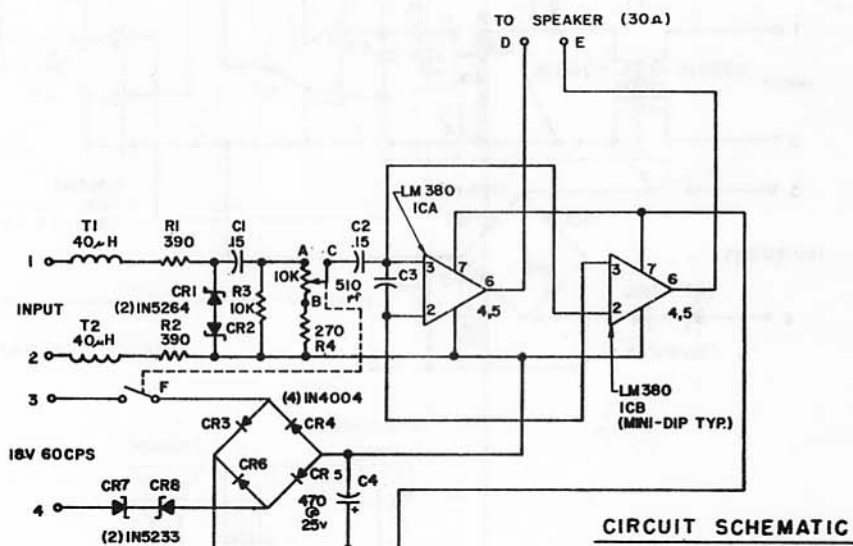 TO SPEAKER (30Ω)
D E
LM 380
ICA
T1
40μH
R1
390
C1
.15
A C
C2
.15
1
3
7
6
4,5
2
C3
510
pf
10K
B
CR1
(2) IN5264
CR2
R3
10K
INPUT
270
R4
T2
40μH
R2
390
2
3
7
6
4,5
2
LM380
ICB
(MINI-DIP TYP.)
3
F
(4) IN4004
CR3
CR4
CR6
CR 5
18V 60CPS
C4
470
@
25v
+
4
CR7
CR8
(2) IN5233
CIRCUIT SCHEMATIC